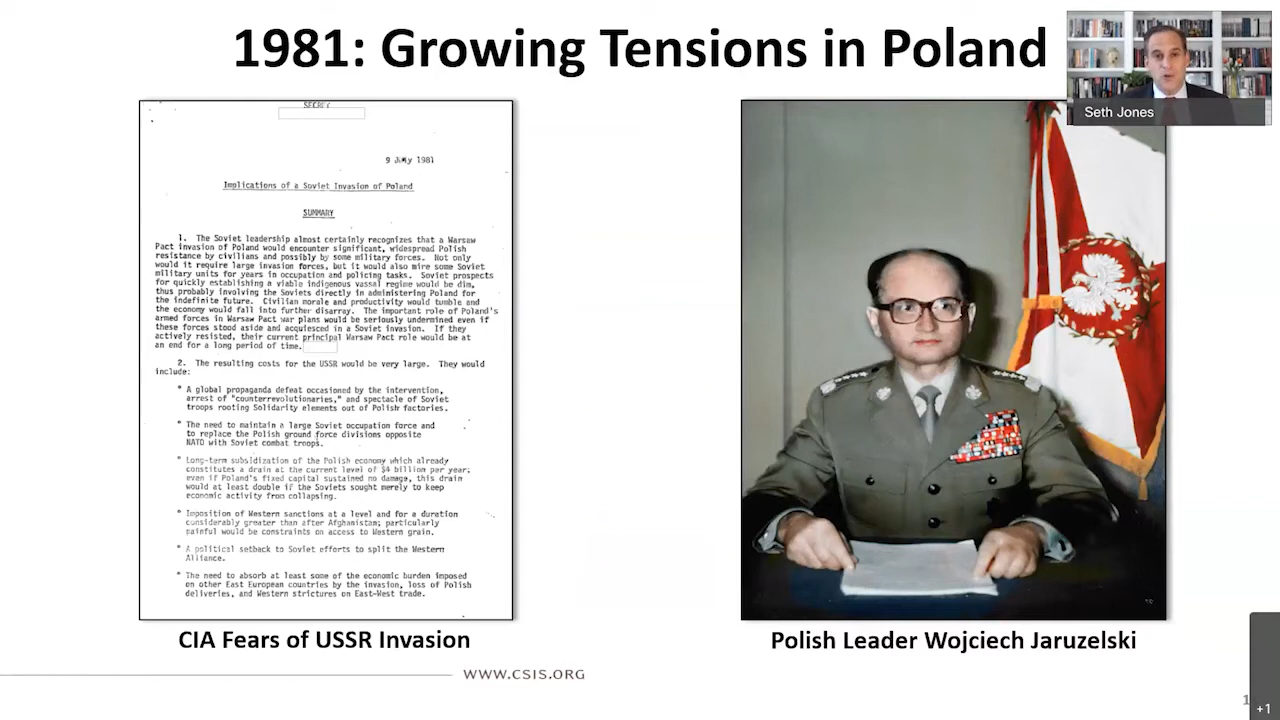 1981: Growing Tensions in Poland
Seth Jones
SECRET
9 July 1981
Implications of a Soviet Invasion of Poland
SUMMARY
1. The Soviet leadership almost certainly recognizes that a Warsaw
Pact invasion of Poland would encounter significant, widespread Polish
resistance by civilians and possibly by some military forces. Not only
would it require large invasion forces, but it would also mire some Soviet
military units for years in occupation and policing tasks. Soviet prospects
for quickly establishing a viable indigenous vassal regime would be dim,
thus probably involving the Soviets directly in administering Poland for
the indefinite future. Civilian morale and productivity would tumble and
the economy would fall into further disarray. The important role of Poland's
armed forces in Warsaw Pact war plans would be seriously undermined even if
these forces stood aside and acquiesced in a Soviet invasion. If they
actively resisted, their current principal Warsaw Pact role would be at
an end for a long period of time.
2. The resulting costs for the USSR would be very large. They would
include:
* A global propaganda defeat occasioned by the intervention,
arrest of "counterrevolutionaries," and spectacle of Soviet
troops rooting Solidarity elements out of Polish factories.
* The need to maintain a large Soviet occupation force and
to replace the Polish ground force divisions opposite
NATO with Soviet combat troops.
* Long-term subsidization of the Polish economy which already
constitutes a drain at the current level of $4 billion per year;
even if Poland's fixed capital sustained no damage, this drain
would at least double if the Soviets sought merely to keep
economic activity from collapsing.
* Imposition of Western sanctions at a level and for a duration
considerably greater than after Afghanistan; particularly
painful would be constraints on access to Western grain.
* A political setback to Soviet efforts to split the Western
Alliance.
* The need to absorb at least some of the economic burden imposed
on other East European countries by the invasion, loss of Polish
deliveries, and Western strictures on East-West trade.
CIA Fears of USSR Invasion
Polish Leader Wojciech Jaruzelski
WWW.CSIS.ORG
+1